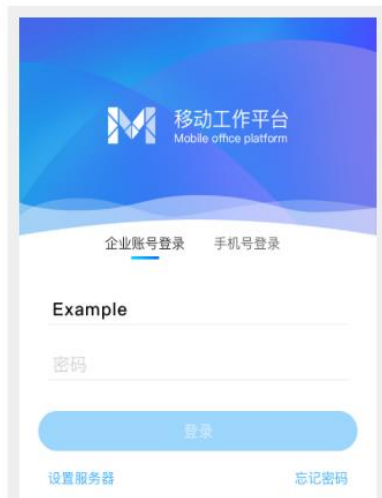 移动工作平台
Mobile office platform
企业账号登录 手机号登录
Example
密码
登录
设置服务器 忘记密码